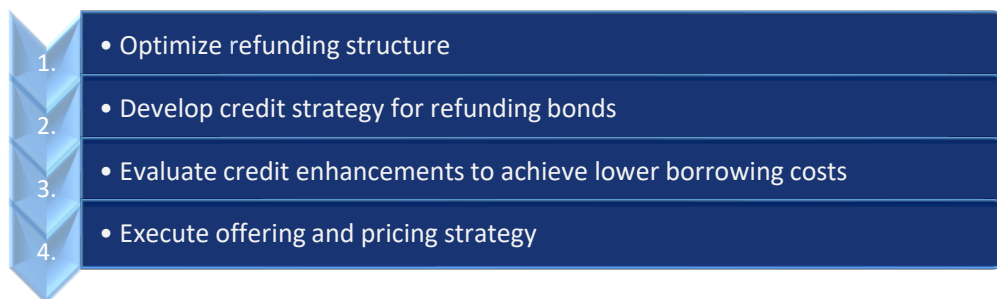 1. • Optimize refunding structure
2. • Develop credit strategy for refunding bonds
3. • Evaluate credit enhancements to achieve lower borrowing costs
4. • Execute offering and pricing strategy